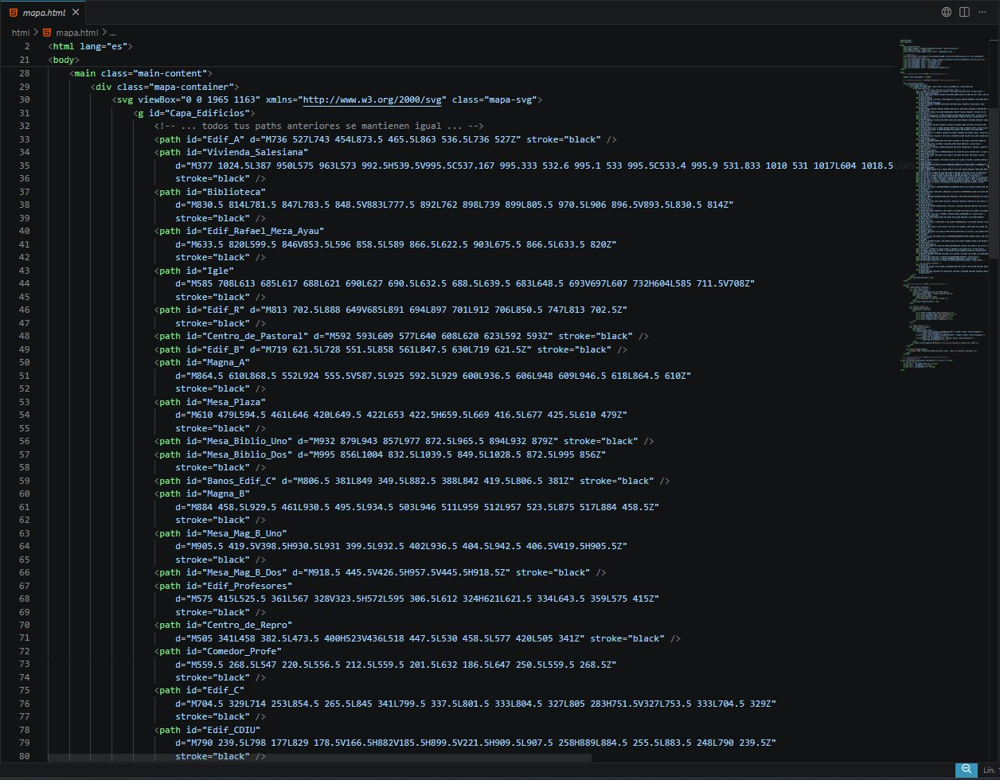 mapa.html
html > mapa.html > ...
2 <html lang="es">
21 <body>
28 <main class="main-content">
29 <div class="mapa-container">
30 <svg viewBox="0 0 1965 1163" xmlns="http://www.w3.org/2000/svg" class="mapa-svg">
31 <g id="Capa_Edificios">
32 <!-- ... todos tus paths anteriores se mantienen igual ... -->
33 <path id="Edif_A" d="M736 527L743 454L873.5 465.5L863 536.5L736 527Z" stroke="black" />
34 <path id="Vivienda_Salesiana"
35 d="M377 1024.5L387 950L575 963L573 992.5H539.5V995.5C537.167 995.333 532.6 995.1 533 995.5C533.4 995.9 531.833 1010 531 1017L604 1018.5
36 stroke="black" />
37 <path id="Biblioteca"
38 d="M830.5 814L781.5 847L783.5 848.5V883L777.5 892L762 898L739 899L805.5 970.5L906 896.5V893.5L830.5 814Z"
39 stroke="black" />
40 <path id="Edif_Rafael_Meza_Ayau"
41 d="M633.5 820L599.5 846V853.5L596 858.5L589 866.5L622.5 903L675.5 866.5L633.5 820Z"
42 stroke="black" />
43 <path id="Igle"
44 d="M585 708L613 685L617 688L621 690L627 690.5L632.5 688.5L639.5 683L648.5 693V697L607 732H604L585 711.5V708Z"
45 stroke="black" />
46 <path id="Edif_R" d="M813 702.5L888 649V685L891 694L897 701L912 706L850.5 747L813 702.5Z"
47 stroke="black" />
48 <path id="Centro_de_Pastoral" d="M592 593L609 577L640 608L620 623L592 593Z" stroke="black" />
49 <path id="Edif_B" d="M719 621.5L728 551.5L858 561L847.5 630L719 621.5Z" stroke="black" />
50 <path id="Magna_A"
51 d="M864.5 610L868.5 552L924 555.5V587.5L925 592.5L929 600L936.5 606L948 609L946.5 618L864.5 610Z"
52 stroke="black" />
53 <path id="Mesa_Plaza"
54 d="M610 479L594.5 461L646 420L649.5 422L653 422.5H659.5L669 416.5L677 425.5L610 479Z"
55 stroke="black" />
56 <path id="Mesa_Biblio_Uno" d="M932 879L943 857L977 872.5L965.5 894L932 879Z" stroke="black" />
57 <path id="Mesa_Biblio_Dos" d="M995 856L1004 832.5L1039.5 849.5L1028.5 872.5L995 856Z"
58 stroke="black" />
59 <path id="Banos_Edif_C" d="M806.5 381L849 349.5L882.5 388L842 419.5L806.5 381Z" stroke="black" />
60 <path id="Magna_B"
61 d="M884 458.5L929.5 461L930.5 495.5L934.5 503L946 511L959 512L957 523.5L875 517L884 458.5Z"
62 stroke="black" />
63 <path id="Mesa_Mag_B_Uno"
64 d="M905.5 419.5V398.5H930.5L931 399.5L932.5 402L936.5 404.5L942.5 406.5V419.5H905.5Z"
65 stroke="black" />
66 <path id="Mesa_Mag_B_Dos" d="M918.5 445.5V426.5H957.5V445.5H918.5Z" stroke="black" />
67 <path id="Edif_Profesores"
68 d="M575 415L525.5 361L567 328V323.5H572L595 306.5L612 324H621L621.5 334L643.5 359L575 415Z"
69 stroke="black" />
70 <path id="Centro_de_Repro"
71 d="M505 341L458 382.5L473.5 400H523V436L518 447.5L530 458.5L577 420L505 341Z" stroke="black" />
72 <path id="Comedor_Profe"
73 d="M559.5 268.5L547 220.5L556.5 212.5L559.5 201.5L632 186.5L647 250.5L559.5 268.5Z"
74 stroke="black" />
75 <path id="Edif_C"
76 d="M704.5 329L714 253L854.5 265.5L845 341L799.5 337.5L801.5 333L804.5 327L805 283H751.5V327L753.5 333L704.5 329Z"
77 stroke="black" />
78 <path id="Edif_CDIU"
79 d="M790 239.5L798 177L829 178.5V166.5H882V185.5H899.5V221.5H909.5L907.5 258H889L884.5 255.5L883.5 248L790 239.5Z"
80 stroke="black" />
Lín.